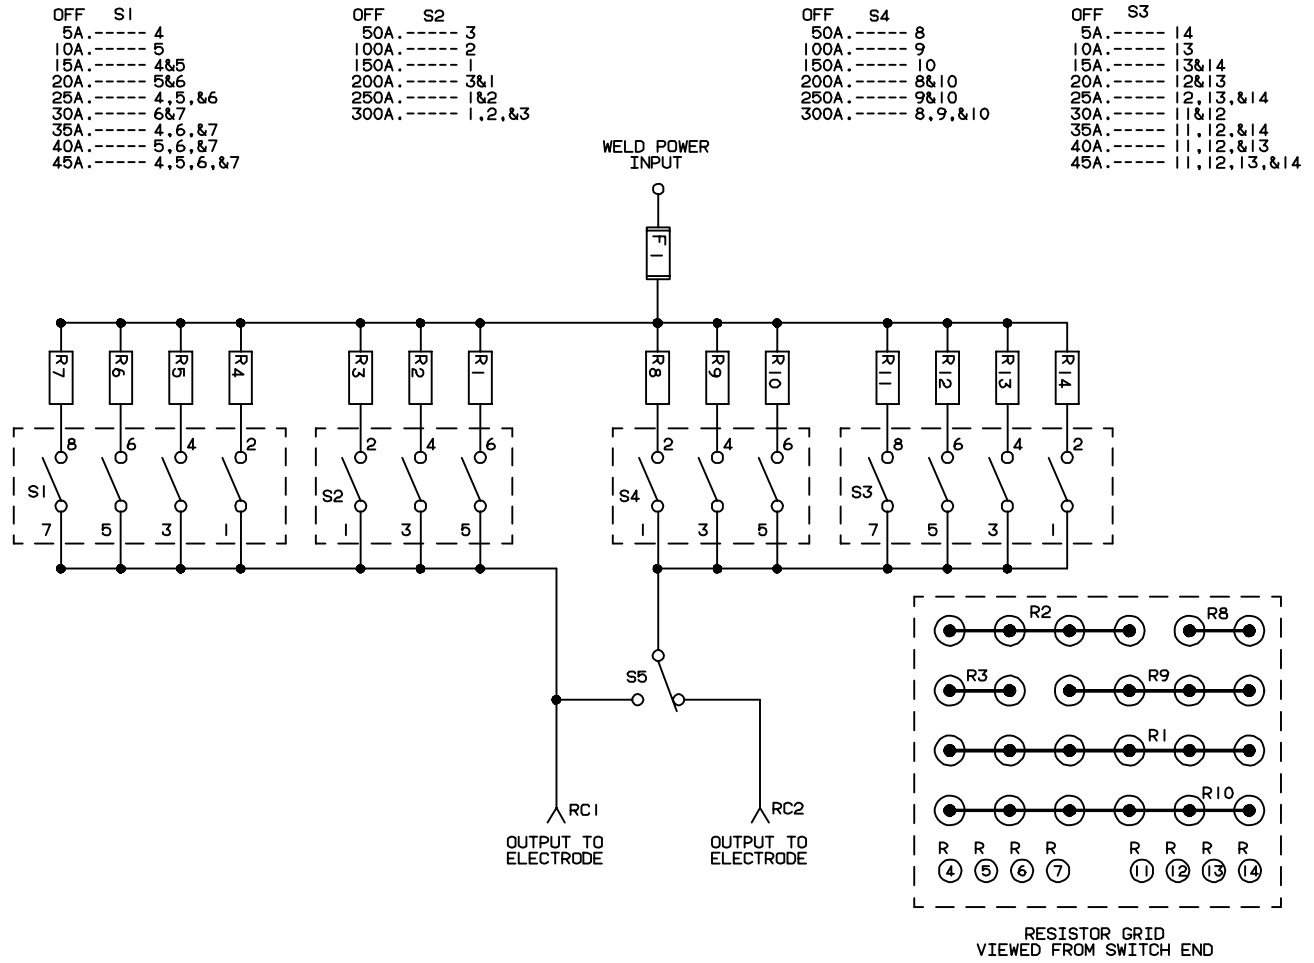 OFF S1
5A.----- 4
10A.----- 5
15A.----- 4&5
20A.----- 5&6
25A.----- 4,5,&6
30A.----- 6&7
35A.----- 4,6,&7
40A.----- 5,6,&7
45A.----- 4,5,6,&7
OFF S2
50A.----- 3
100A.----- 2
150A.----- 1
200A.----- 3&1
250A.----- 1&2
300A.----- 1,2,&3
OFF S4
50A.----- 8
100A.----- 9
150A.----- 10
200A.----- 8&10
250A.----- 9&10
300A.----- 8,9,&10
OFF S3
5A.----- 14
10A.----- 13
15A.----- 13&14
20A.----- 12&13
25A.----- 12,13,&14
30A.----- 11&12
35A.----- 11,12,&14
40A.----- 11,12,&13
45A.----- 11,12,13,&14
WELD POWER
INPUT
F1
R7 R6 R5 R4 R3 R2 R1 R8 R9 R10 R11 R12 R13 R14
8 6 4 2 2 4 6 2 4 6 8 6 4 2
S1 S2 S4 S3
7 5 3 1 1 3 5 1 3 5 7 5 3 1
S5
RC1 RC2
OUTPUT TO
ELECTRODE
OUTPUT TO
ELECTRODE
R2 R8
R3 R9
R1
R10
R R R R R R R R
4 5 6 7 11 12 13 14
RESISTOR GRID
VIEWED FROM SWITCH END